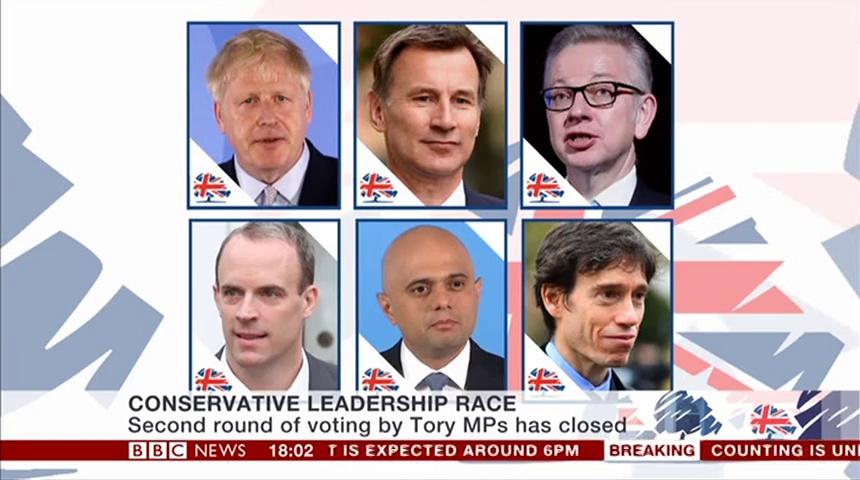 CONSERVATIVE LEADERSHIP RACE
Second round of voting by Tory MPs has closed
BBC NEWS 18:02 T IS EXPECTED AROUND 6PM BREAKING COUNTING IS UN